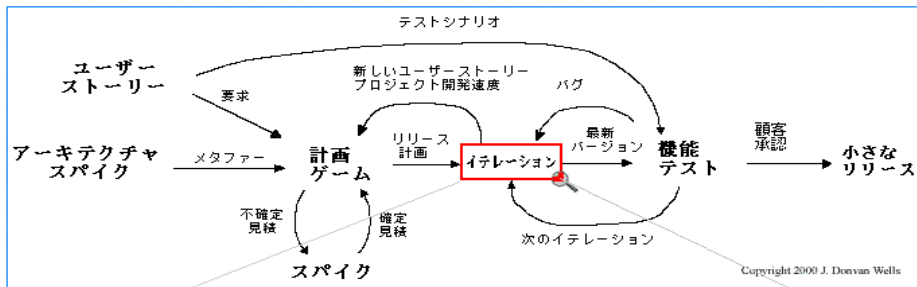 テストシナリオ
ユーザー
ストーリー
新しいユーザーストーリー
プロジェクト開発速度
バグ
要求
アーキテクチャ
スパイク
メタファー
計画
ゲーム
リリース
計画
イテレーション
最新
バージョン
機能
テスト
顧客
承認
小さな
リリース
不確定
見積
確定
見積
スパイク
次のイテレーション
Copyright 2000 J. Donvan Wells